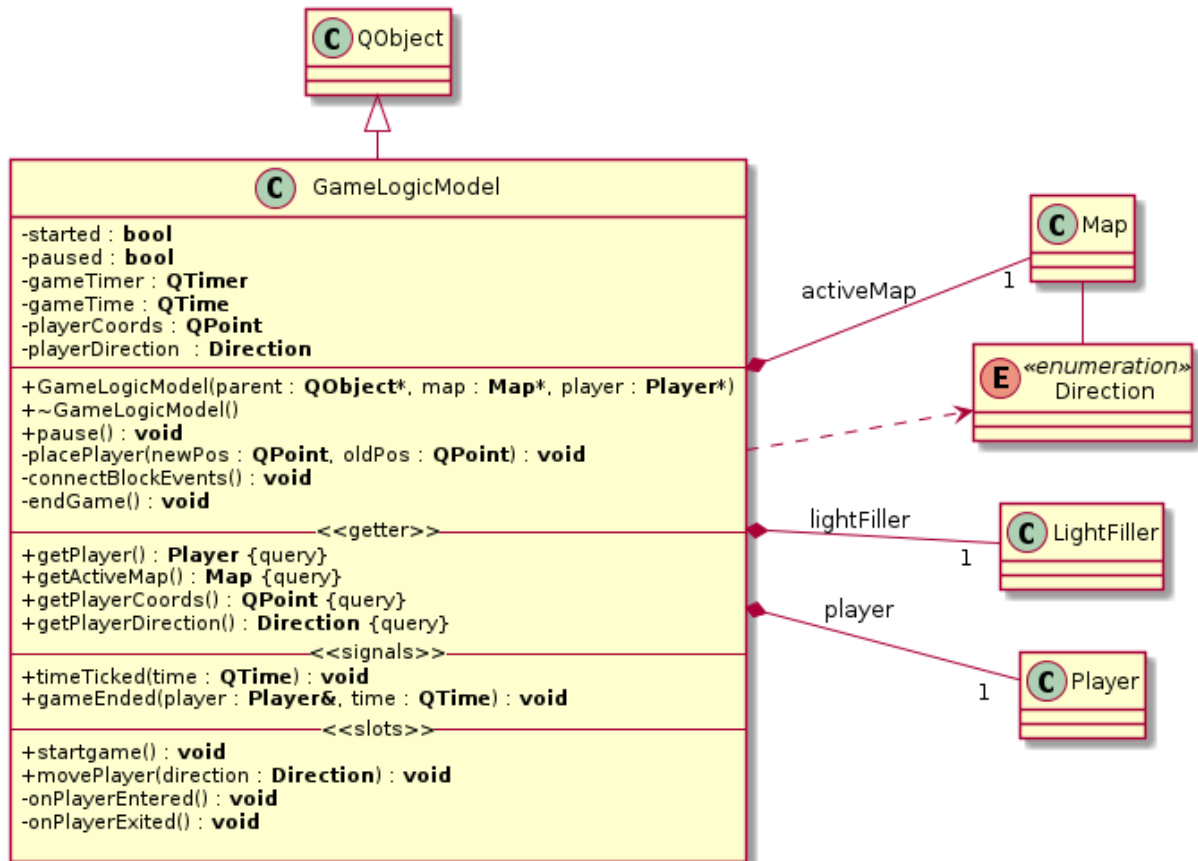 C QObject
C GameLogicModel
-started : bool
-paused : bool
-gameTimer : QTimer
-gameTime : QTime
-playerCoords : QPoint
-playerDirection : Direction
+GameLogicModel(parent : QObject*, map : Map*, player : Player*)
+~GameLogicModel()
+pause() : void
-placePlayer(newPos : QPoint, oldPos : QPoint) : void
-connectBlockEvents() : void
-endGame() : void
<<getter>>
+getPlayer() : Player {query}
+getActiveMap() : Map {query}
+getPlayerCoords() : QPoint {query}
+getPlayerDirection() : Direction {query}
<<signals>>
+timeTicked(time : QTime) : void
+gameEnded(player : Player&, time : QTime) : void
<<slots>>
+startgame() : void
+movePlayer(direction : Direction) : void
-onPlayerEntered() : void
-onPlayerExited() : void
activeMap
1
C Map
E «enumeration»
Direction
lightFiller
1
C LightFiller
player
1
C Player